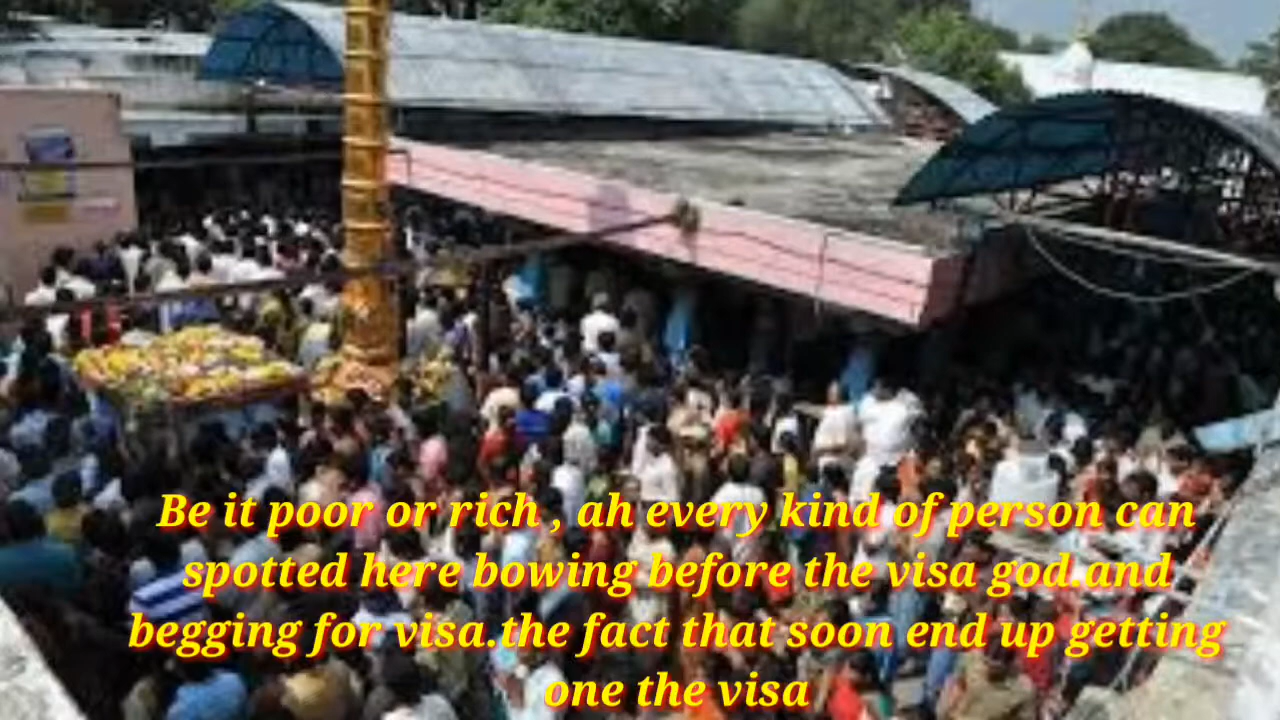 Be it poor or rich , ah every kind of person can
spotted here bowing before the visa god.and
begging for visa.the fact that soon end up getting
one the visa